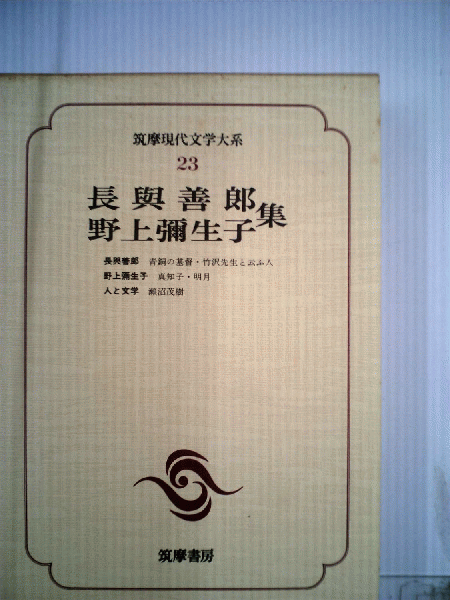 筑摩現代文学大系
23
長與善郎
野上彌生子集
長與善郎 青銅の基督・竹沢先生と云ふ人
野上彌生子 真知子・明月
人と文学 瀬沼茂樹
筑摩書房